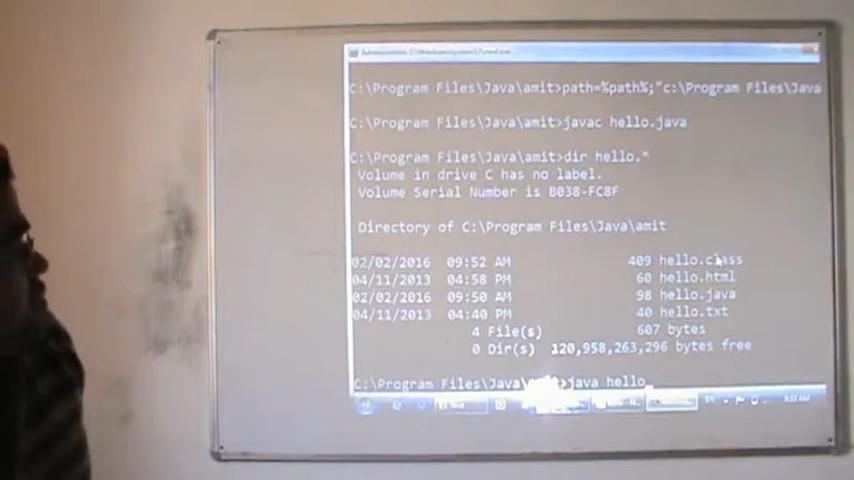 C:\Program Files\Java\amit>path=%path%;"c:\Program Files\Java
C:\Program Files\Java\amit>javac hello.java
C:\Program Files\Java\amit>dir hello.*
Volume in drive C has no label.
Volume Serial Number is B038-FC8F
Directory of C:\Program Files\Java\amit
02/02/2016 09:52 AM 409 hello.class
04/11/2013 04:58 PM 60 hello.html
02/02/2016 09:50 AM 98 hello.java
04/11/2013 04:40 PM 40 hello.txt
4 File(s) 607 bytes
0 Dir(s) 120,958,263,296 bytes free
C:\Program Files\Java\amit>java hello